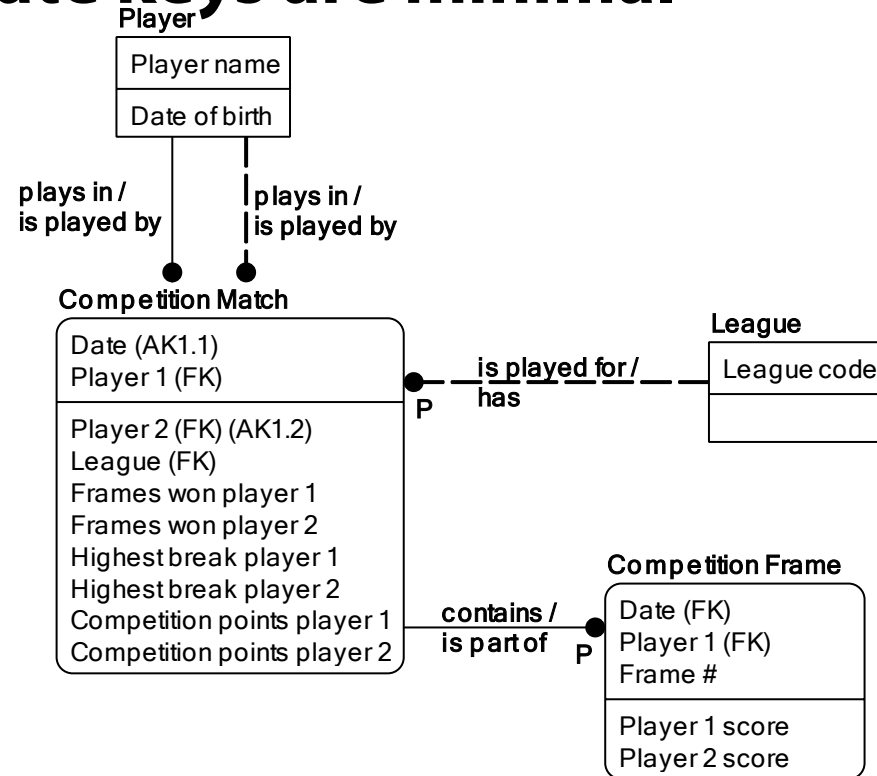 ate keys are minimal
Player
Player name
Date of birth
plays in /
is played by
plays in /
is played by
Competition Match
Date (AK1.1)
Player 1 (FK)
Player 2 (FK) (AK1.2)
League (FK)
Frames won player 1
Frames won player 2
Highest break player 1
Highest break player 2
Competition points player 1
Competition points player 2
P
is played for /
has
League
League code
contains /
is part of
P
Competition Frame
Date (FK)
Player 1 (FK)
Frame #
Player 1 score
Player 2 score